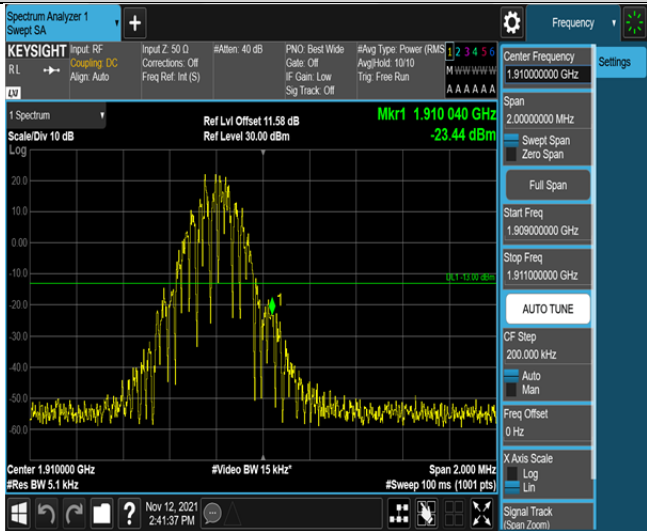 Spectrum Analyzer 1
Swept SA
+
Frequency
KEYSIGHT
RL
LXI
Input: RF
Coupling: DC
Align: Auto
Input Z: 50 Ω
Corrections: Off
Freq Ref: Int (S)
#Atten: 40 dB
PNO: Best Wide
Gate: Off
IF Gain: Low
Sig Track: Off
#Avg Type: Power (RMS
Avg|Hold: 10/10
Trig: Free Run
1 2 3 4 5 6
M W W W W W
A A A A A A
1 Spectrum
Scale/Div 10 dB
Log
Ref Lvl Offset 11.58 dB
Ref Level 30.00 dBm
Mkr1 1.910 040 GHz
-23.44 dBm
20.0
10.0
0.00
-10.0
-20.0
-30.0
-40.0
-50.0
-60.0
DL1 -13.00 dBm
1
Center 1.910000 GHz
#Res BW 5.1 kHz
#Video BW 15 kHz*
Span 2.000 MHz
#Sweep 100 ms (1001 pts)
?
Nov 12, 2021
2:41:37 PM
Center Frequency
1.910000000 GHz
Span
2.00000000 MHz
Swept Span
Zero Span
Full Span
Start Freq
1.909000000 GHz
Stop Freq
1.911000000 GHz
AUTO TUNE
CF Step
200.000 kHz
Auto
Man
Freq Offset
0 Hz
X Axis Scale
Log
Lin
Signal Track
(Span Zoom)
Settings